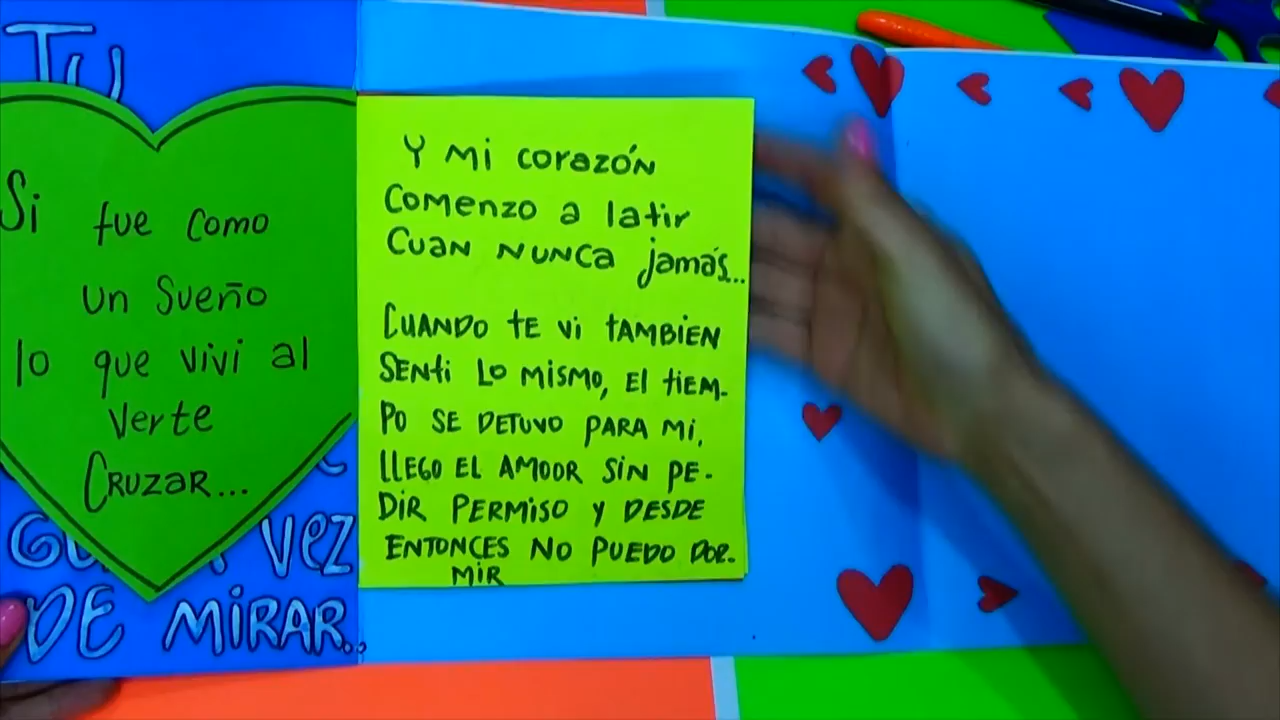 TU
Si fue como
un Sueño
lo que vivi al
verte
Cruzar...
vez
DE MiRAR..
Y mi corazón
Comenzo a latir
Cuan nunca jamás...
CUANDO TE Vi TAMBIEN
SENti LO MISMO, El tiEM-
PO SE DETUVO PARA Mi,
LLEGO EL AMOOR SiN PE-
DiR PERMISO Y DESDE
ENTONCES NO PUEDO DOR-
MiR